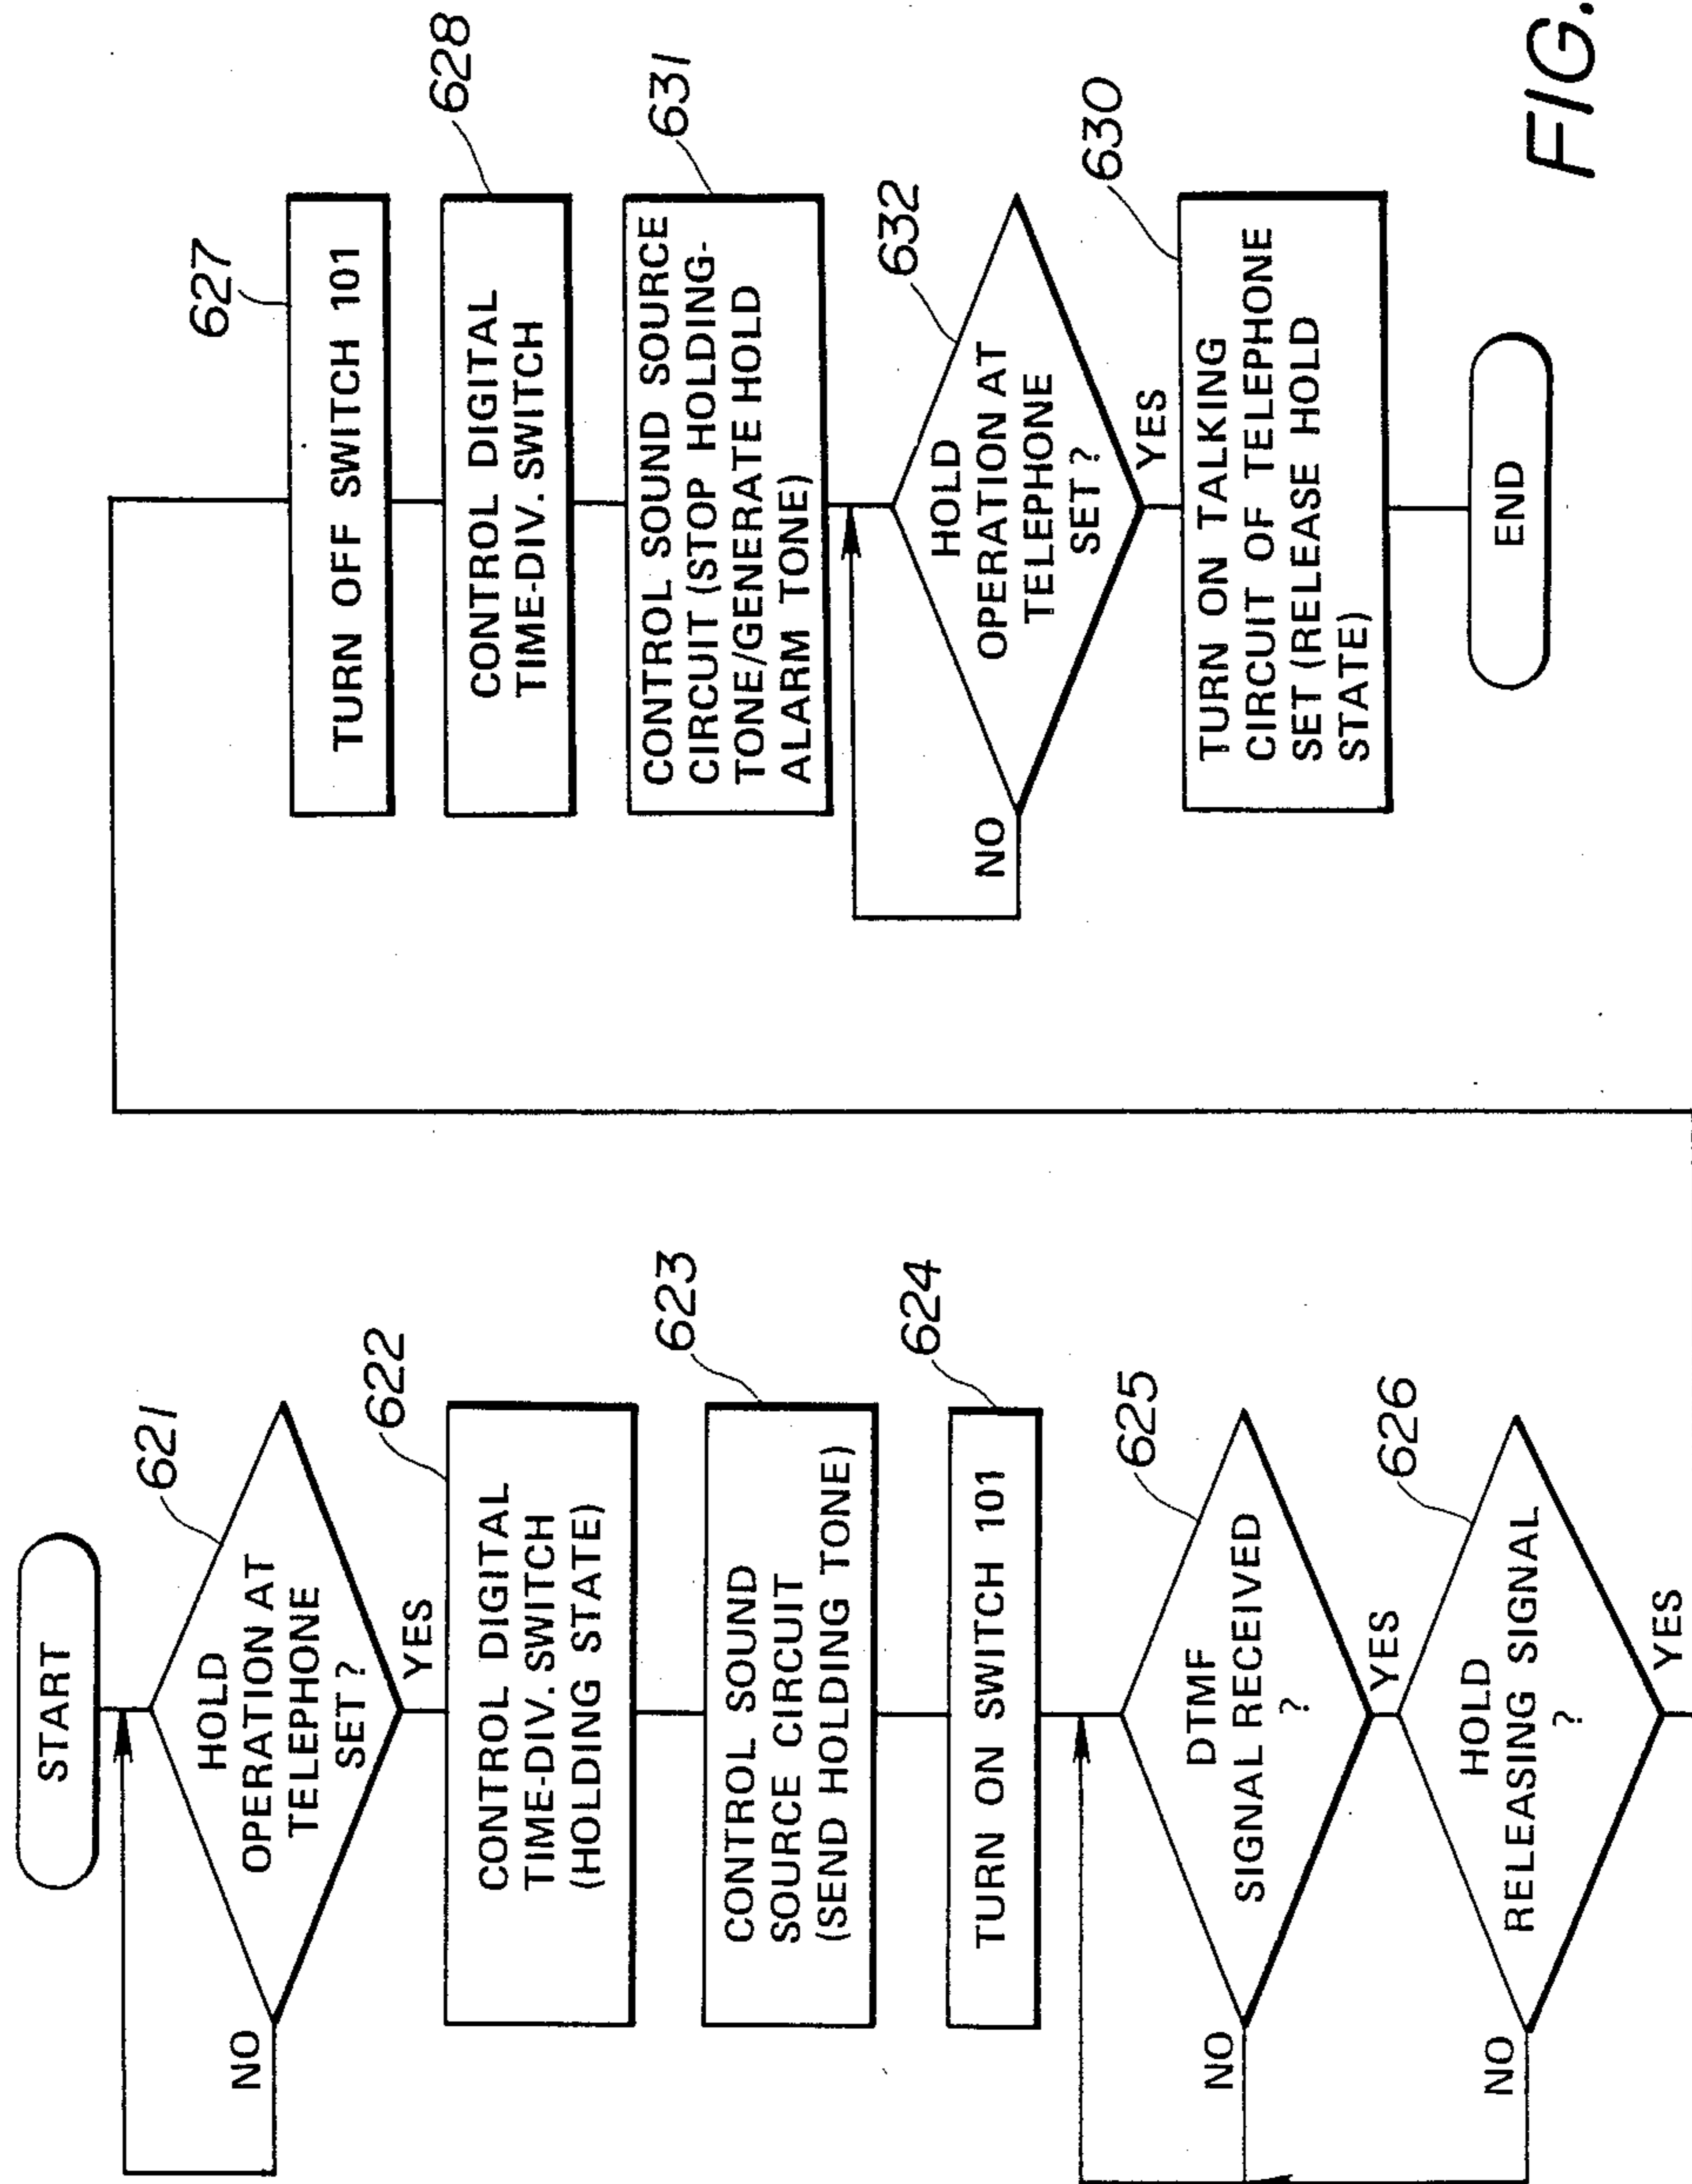 START
621
HOLD
OPERATION AT
TELEPHONE
SET ?
NO
YES
622
CONTROL DIGITAL
TIME-DIV. SWITCH
(HOLDING STATE)
623
CONTROL SOUND
SOURCE CIRCUIT
(SEND HOLDING TONE)
624
TURN ON SWITCH 101
625
DTMF
SIGNAL RECEIVED
?
NO
YES
626
HOLD
RELEASING SIGNAL
?
NO
YES
627
TURN OFF SWITCH 101
628
CONTROL DIGITAL
TIME-DIV. SWITCH
631
CONTROL SOUND SOURCE
CIRCUIT (STOP HOLDING-
TONE/GENERATE HOLD
ALARM TONE)
632
HOLD
OPERATION AT
TELEPHONE
SET ?
NO
YES
630
TURN ON TALKING
CIRCUIT OF TELEPHONE
SET (RELEASE HOLD
STATE)
END
FIG.